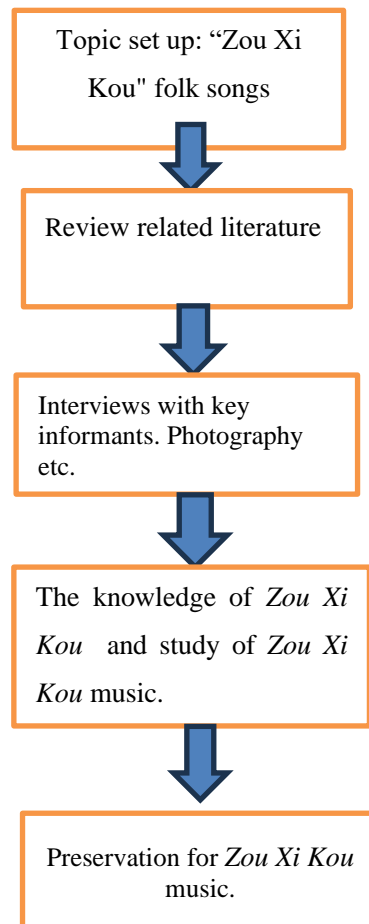 Topic set up: “Zou Xi
Kou" folk songs
Review related literature
Interviews with key
informants. Photography
etc.
The knowledge of Zou Xi
Kou and study of Zou Xi
Kou music.
Preservation for Zou Xi Kou
music.